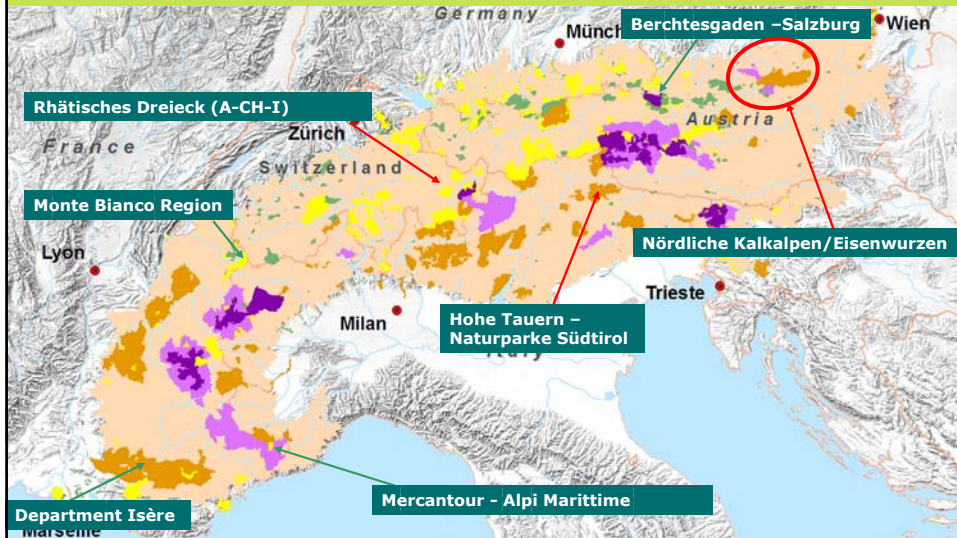 Germany
Münch
Berchtesgaden –Salzburg
Wien
Rhätisches Dreieck (A-CH-I)
Zürich
Austria
France
Switzerland
Monte Bianco Region
Lyon
Nördliche Kalkalpen/Eisenwurzen
Trieste
Milan
Hohe Tauern –
Naturparke Südtirol
Italy
Mercantour - Alpi Marittime
Department Isère
Marseille